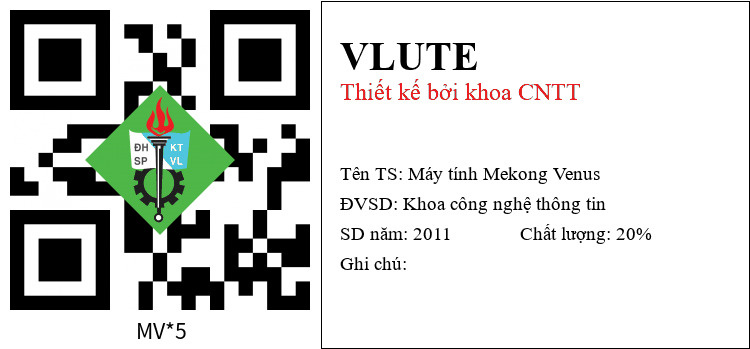 ĐH KT
SP VL
MV*5
VLUTE
Thiết kế bởi khoa CNTT
Tên TS: Máy tính Mekong Venus
ĐVSD: Khoa công nghệ thông tin
SD năm: 2011 Chất lượng: 20%
Ghi chú: